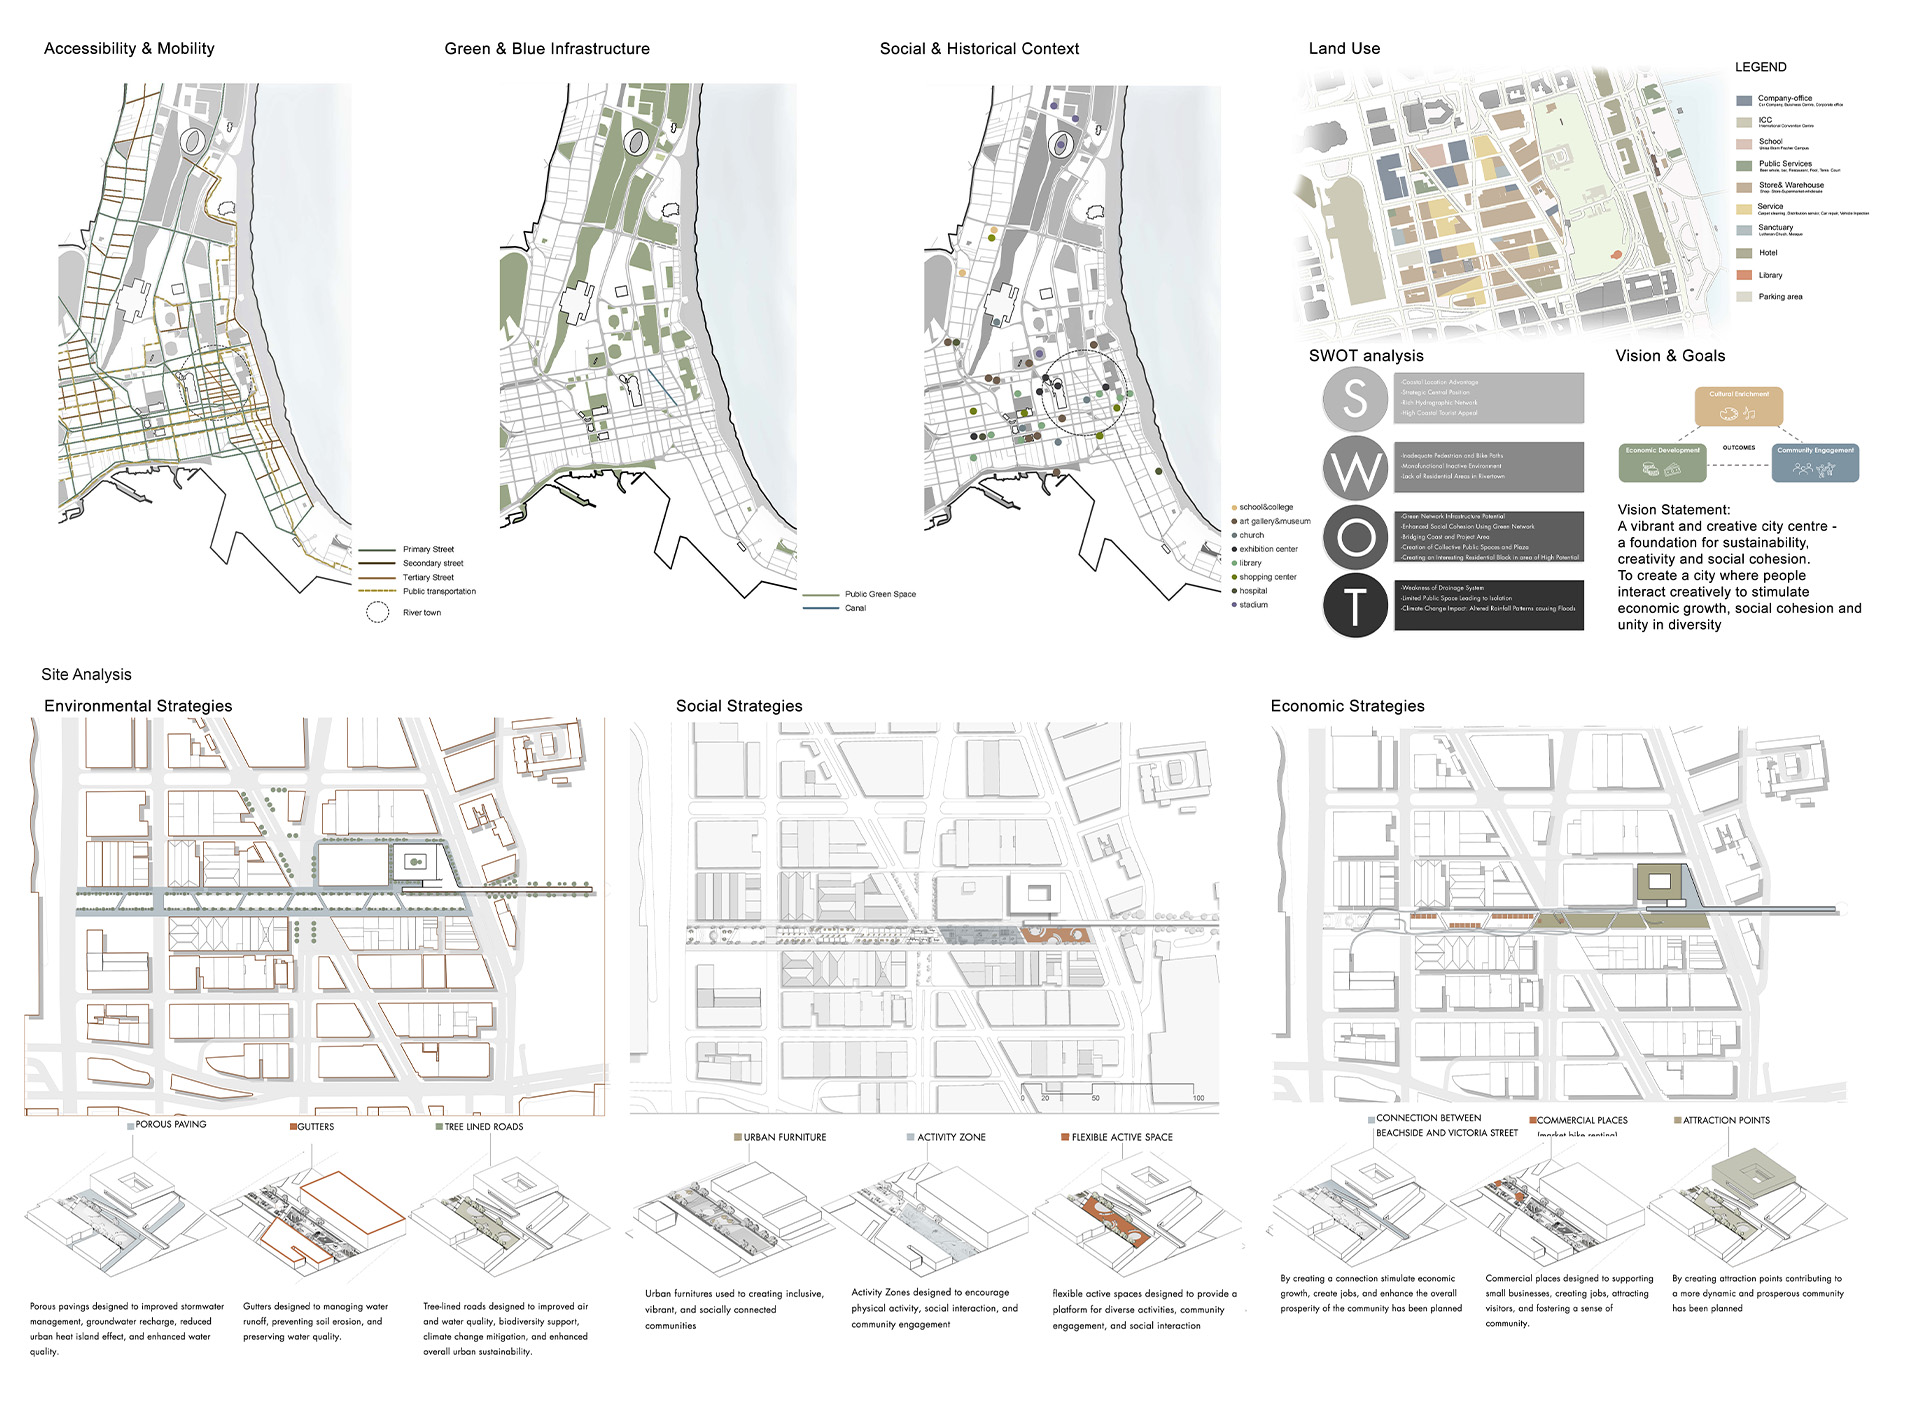 Accessibility & Mobility
Primary Street
Secondary street
Tertiary Street
Public transportation
River town
Green & Blue Infrastructure
Public Green Space
Canal
Social & Historical Context
school&college
art gallery&museum
church
exhibition center
library
shopping center
hospital
stadium
Land Use
LEGEND
Company-office
Car Company, Business Centre, Corporate office
ICC
International Convention Centre
School
Public Services
Store& Warehouse
Service
Sanctuary
Hotel
Library
Parking area
SWOT analysis
S
-Coastal Location Advantage
-Strategic Central Position
-Rich Hydrographic Network
-High Coastal Tourist Appeal
W
-Inadequate Pedestrian and Bike Paths
-Monofunctional Inactive Environment
-Lack of Residential Areas in Rivertown
O
-Green Network Infrastructure Potential
-Enhanced Social Cohesion Using Green Network
-Bridging Coast and Project Area
-Creation of Collective Public Spaces and Plaza
-Creating an Interesting Residential Block in area of High Potential
T
-Weakness of Drainage System
-Limited Public Space Leading to Isolation
-Climate Change Impact: Altered Rainfall Patterns causing Floods
Vision & Goals
Cultural Enrichment
Economic Development
OUTCOMES
Community Engagement
Vision Statement:
A vibrant and creative city centre -
a foundation for sustainability,
creativity and social cohesion.
To create a city where people
interact creatively to stimulate
economic growth, social cohesion and
unity in diversity
Site Analysis
Environmental Strategies
POROUS PAVING
GUTTERS
TREE LINED ROADS
Porous pavings designed to improved stormwater
management, groundwater recharge, reduced
urban heat island effect, and enhanced water
quality.
Gutters designed to managing water
runoff, preventing soil erosion, and
preserving water quality.
Tree-lined roads designed to improved air
and water quality, biodiversity support,
climate change mitigation, and enhanced
overall urban sustainability.
Social Strategies
0 20 50 100
URBAN FURNITURE
ACTIVITY ZONE
FLEXIBLE ACTIVE SPACE
Urban furnitures used to creating inclusive,
vibrant, and socially connected
communities
Activity Zones designed to encourage
physical activity, social interaction, and
community engagement
flexible active spaces designed to provide a
platform for diverse activities, community
engagement, and social interaction
Economic Strategies
CONNECTION BETWEEN
BEACHSIDE AND VICTORIA STREET
COMMERCIAL PLACES
(market bike renting)
ATTRACTION POINTS
By creating a connection stimulate economic
growth, create jobs, and enhance the overall
prosperity of the community has been planned
Commercial places designed to supporting
small businesses, creating jobs, attracting
visitors, and fostering a sense of
community.
By creating attraction points contributing to
a more dynamic and prosperous community
has been planned